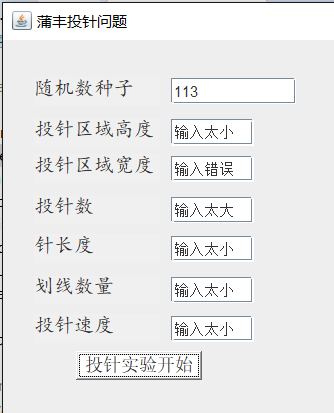 蒲丰投针问题
随机数种子 113
投针区域高度 输入太小
投针区域宽度 输入错误
投针数 输入太大
针长度 输入太小
划线数量 输入太小
投针速度 输入太小
投针实验开始